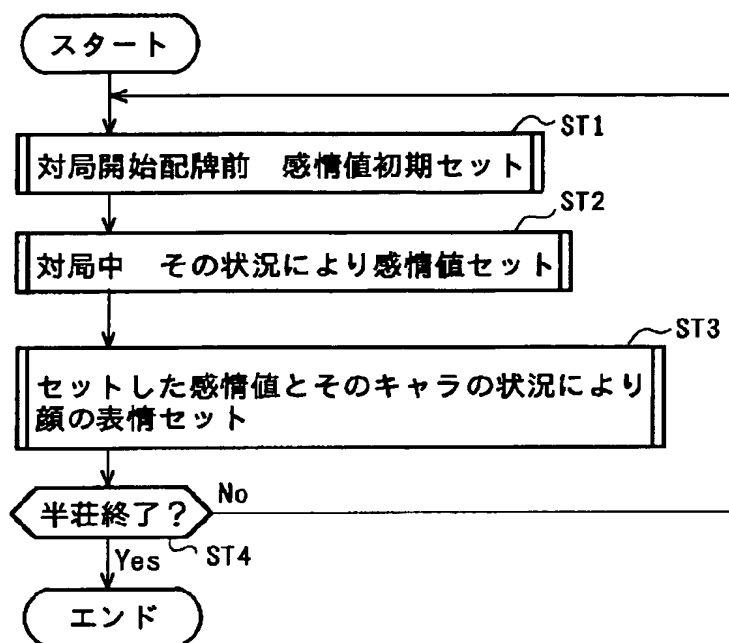 スタート
ST1
対局開始配牌前　感情値初期セット
ST2
対局中　その状況により感情値セット
ST3
セットした感情値とそのキャラの状況により
顔の表情セット
No
半荘終了？
Yes
ST4
エンド